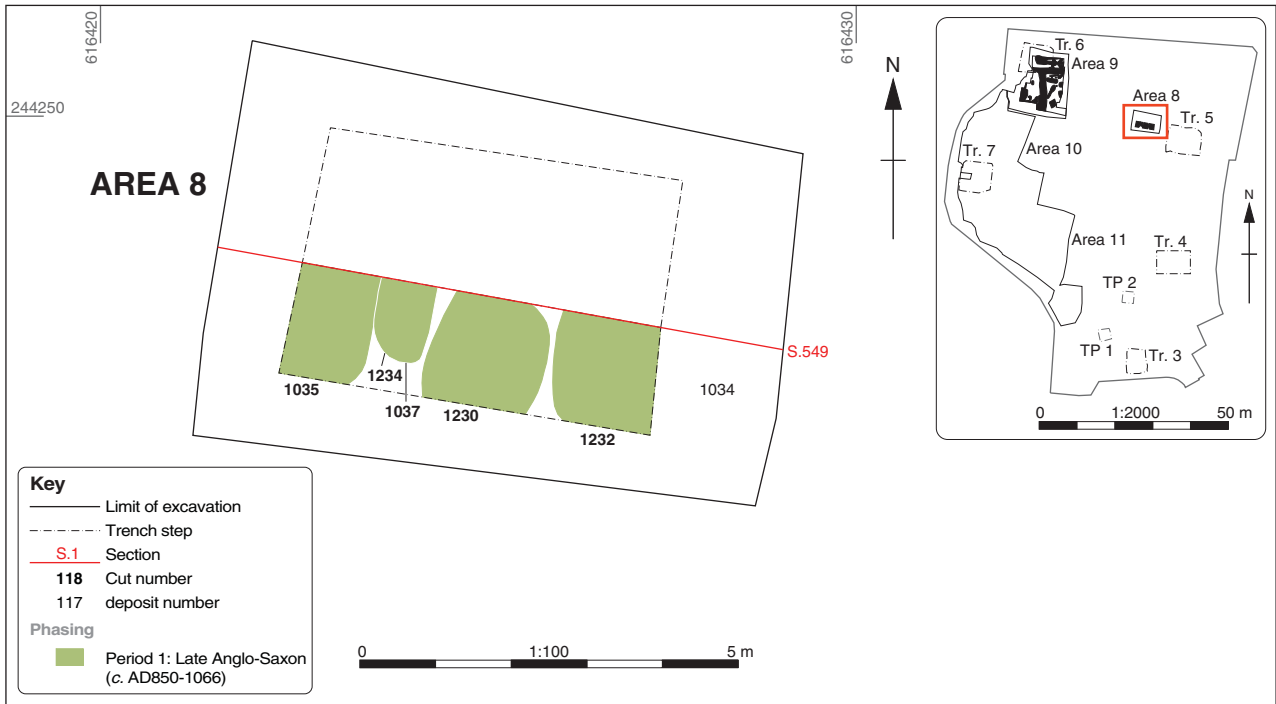 616420
616430
244250
AREA 8
N
S.549
1035
1234
1037
1230
1232
1034
Key
Limit of excavation
Trench step
S.1 Section
118 Cut number
117 deposit number
Phasing
Period 1: Late Anglo-Saxon
(c. AD850-1066)
0 1:100 5 m
Tr. 6
Area 9
Area 8
Tr. 5
Area 10
Tr. 7
N
Area 11
Tr. 4
TP 2
TP 1
Tr. 3
0 1:2000 50 m